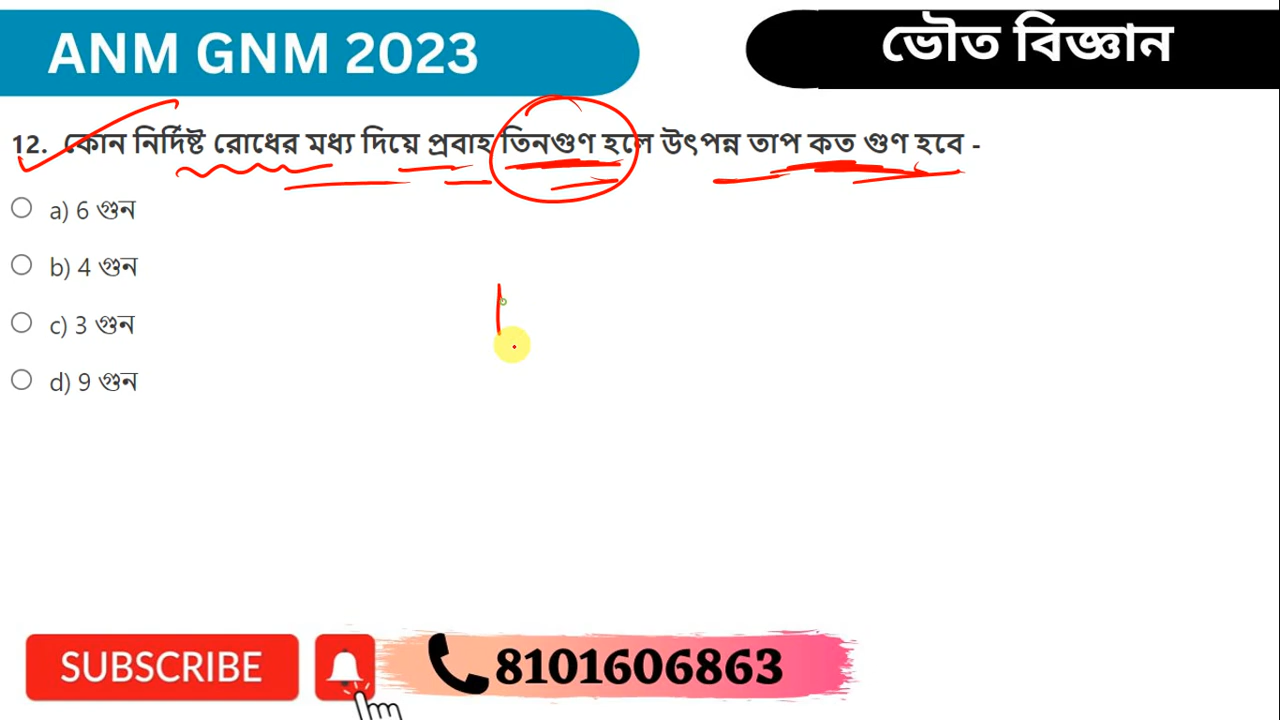 ANM GNM 2023
ভৌত বিজ্ঞান
12. কোন নির্দিষ্ট রোধের মধ্য দিয়ে প্রবাহ তিনগুণ হলে উৎপন্ন তাপ কত গুণ হবে -
a) 6 গুন
b) 4 গুন
c) 3 গুন
d) 9 গুন
SUBSCRIBE
8101606863